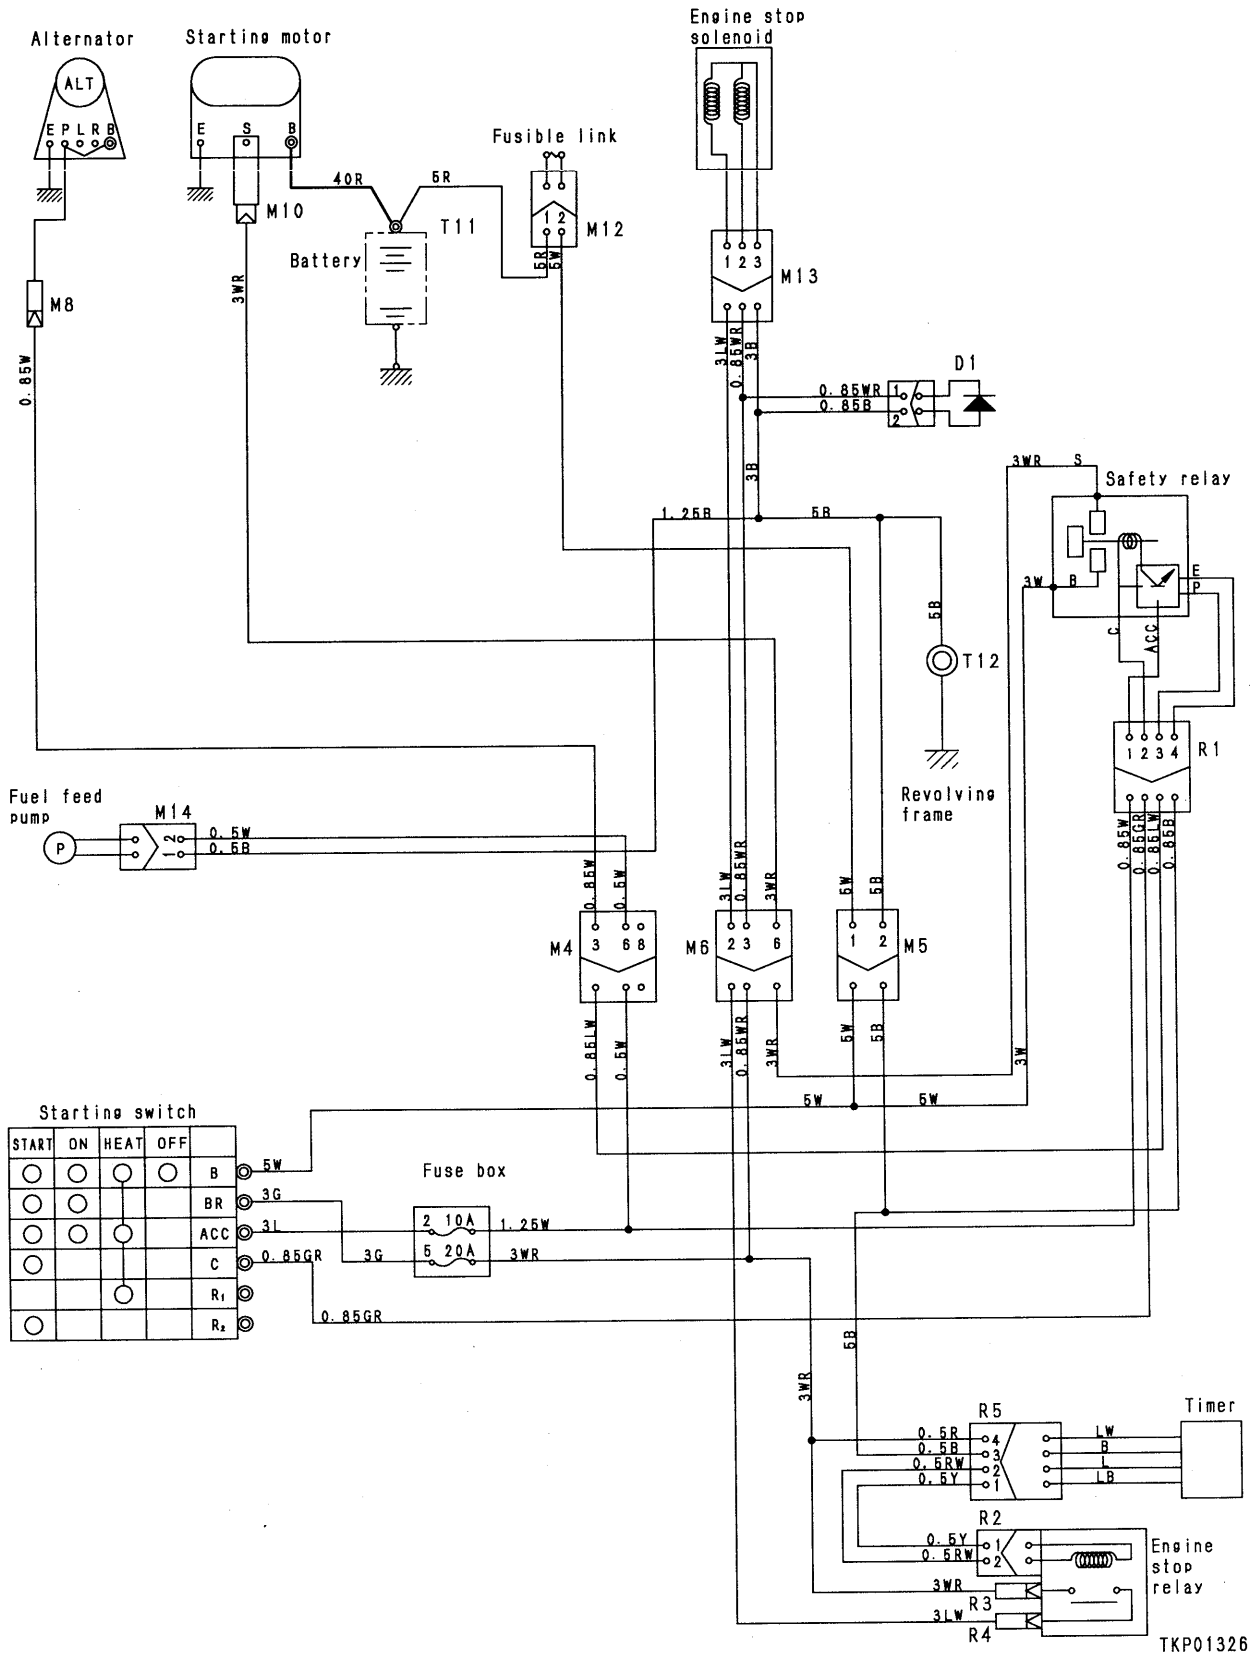 Engine stop
solenoid
Alternator
Starting motor
ALT
E P L R B
E S B
Fusible link
40R
5R
M10
T11
1 2
M12
Battery
5R
5W
1 2 3
M13
3WR
M8
0.85W
3LW
0.85WR
3B
D1
0.85WR
1
0.85B
2
3B
3WR
S
Safety relay
1.25B
5B
E
3W
B
P
5B
C
ACC
T12
1 2 3 4
R1
Revolving
frame
Fuel feed
pump
M14
P
2
0.5W
1
0.5B
0.85W
0.85GR
0.85LW
0.85B
0.85W
0.5W
3LW
0.85WR
3WR
5W
5B
M4
3 6 8
M6
2 3 6
1 2
M5
0.85LW
0.5W
3LW
0.85WR
3WR
5W
5B
3W
Starting switch
5W
5W
START ON HEAT OFF
B
5W
Fuse box
BR
3G
ACC
3L
2 10A
1.25W
C
0.85GR
3G
5 20A
3WR
R1
R2
0.85GR
5B
3WR
R5
Timer
0.5R
4
LW
0.5B
3
B
0.5RW
2
L
0.5Y
1
LB
R2
0.5Y
1
0.5RW
2
Engine
stop
relay
3WR
R3
3LW
R4
TKP01326